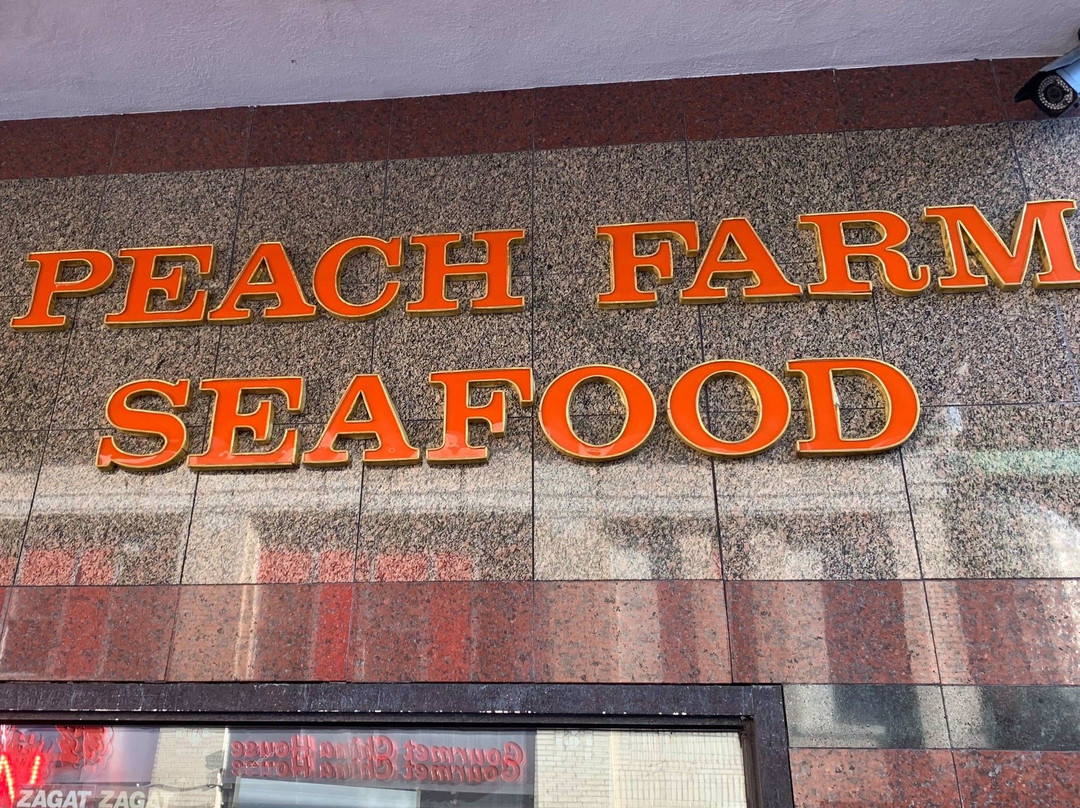 PEACH FARM
SEAFOOD
Gourmet China House
ZAGAT ZAGAT